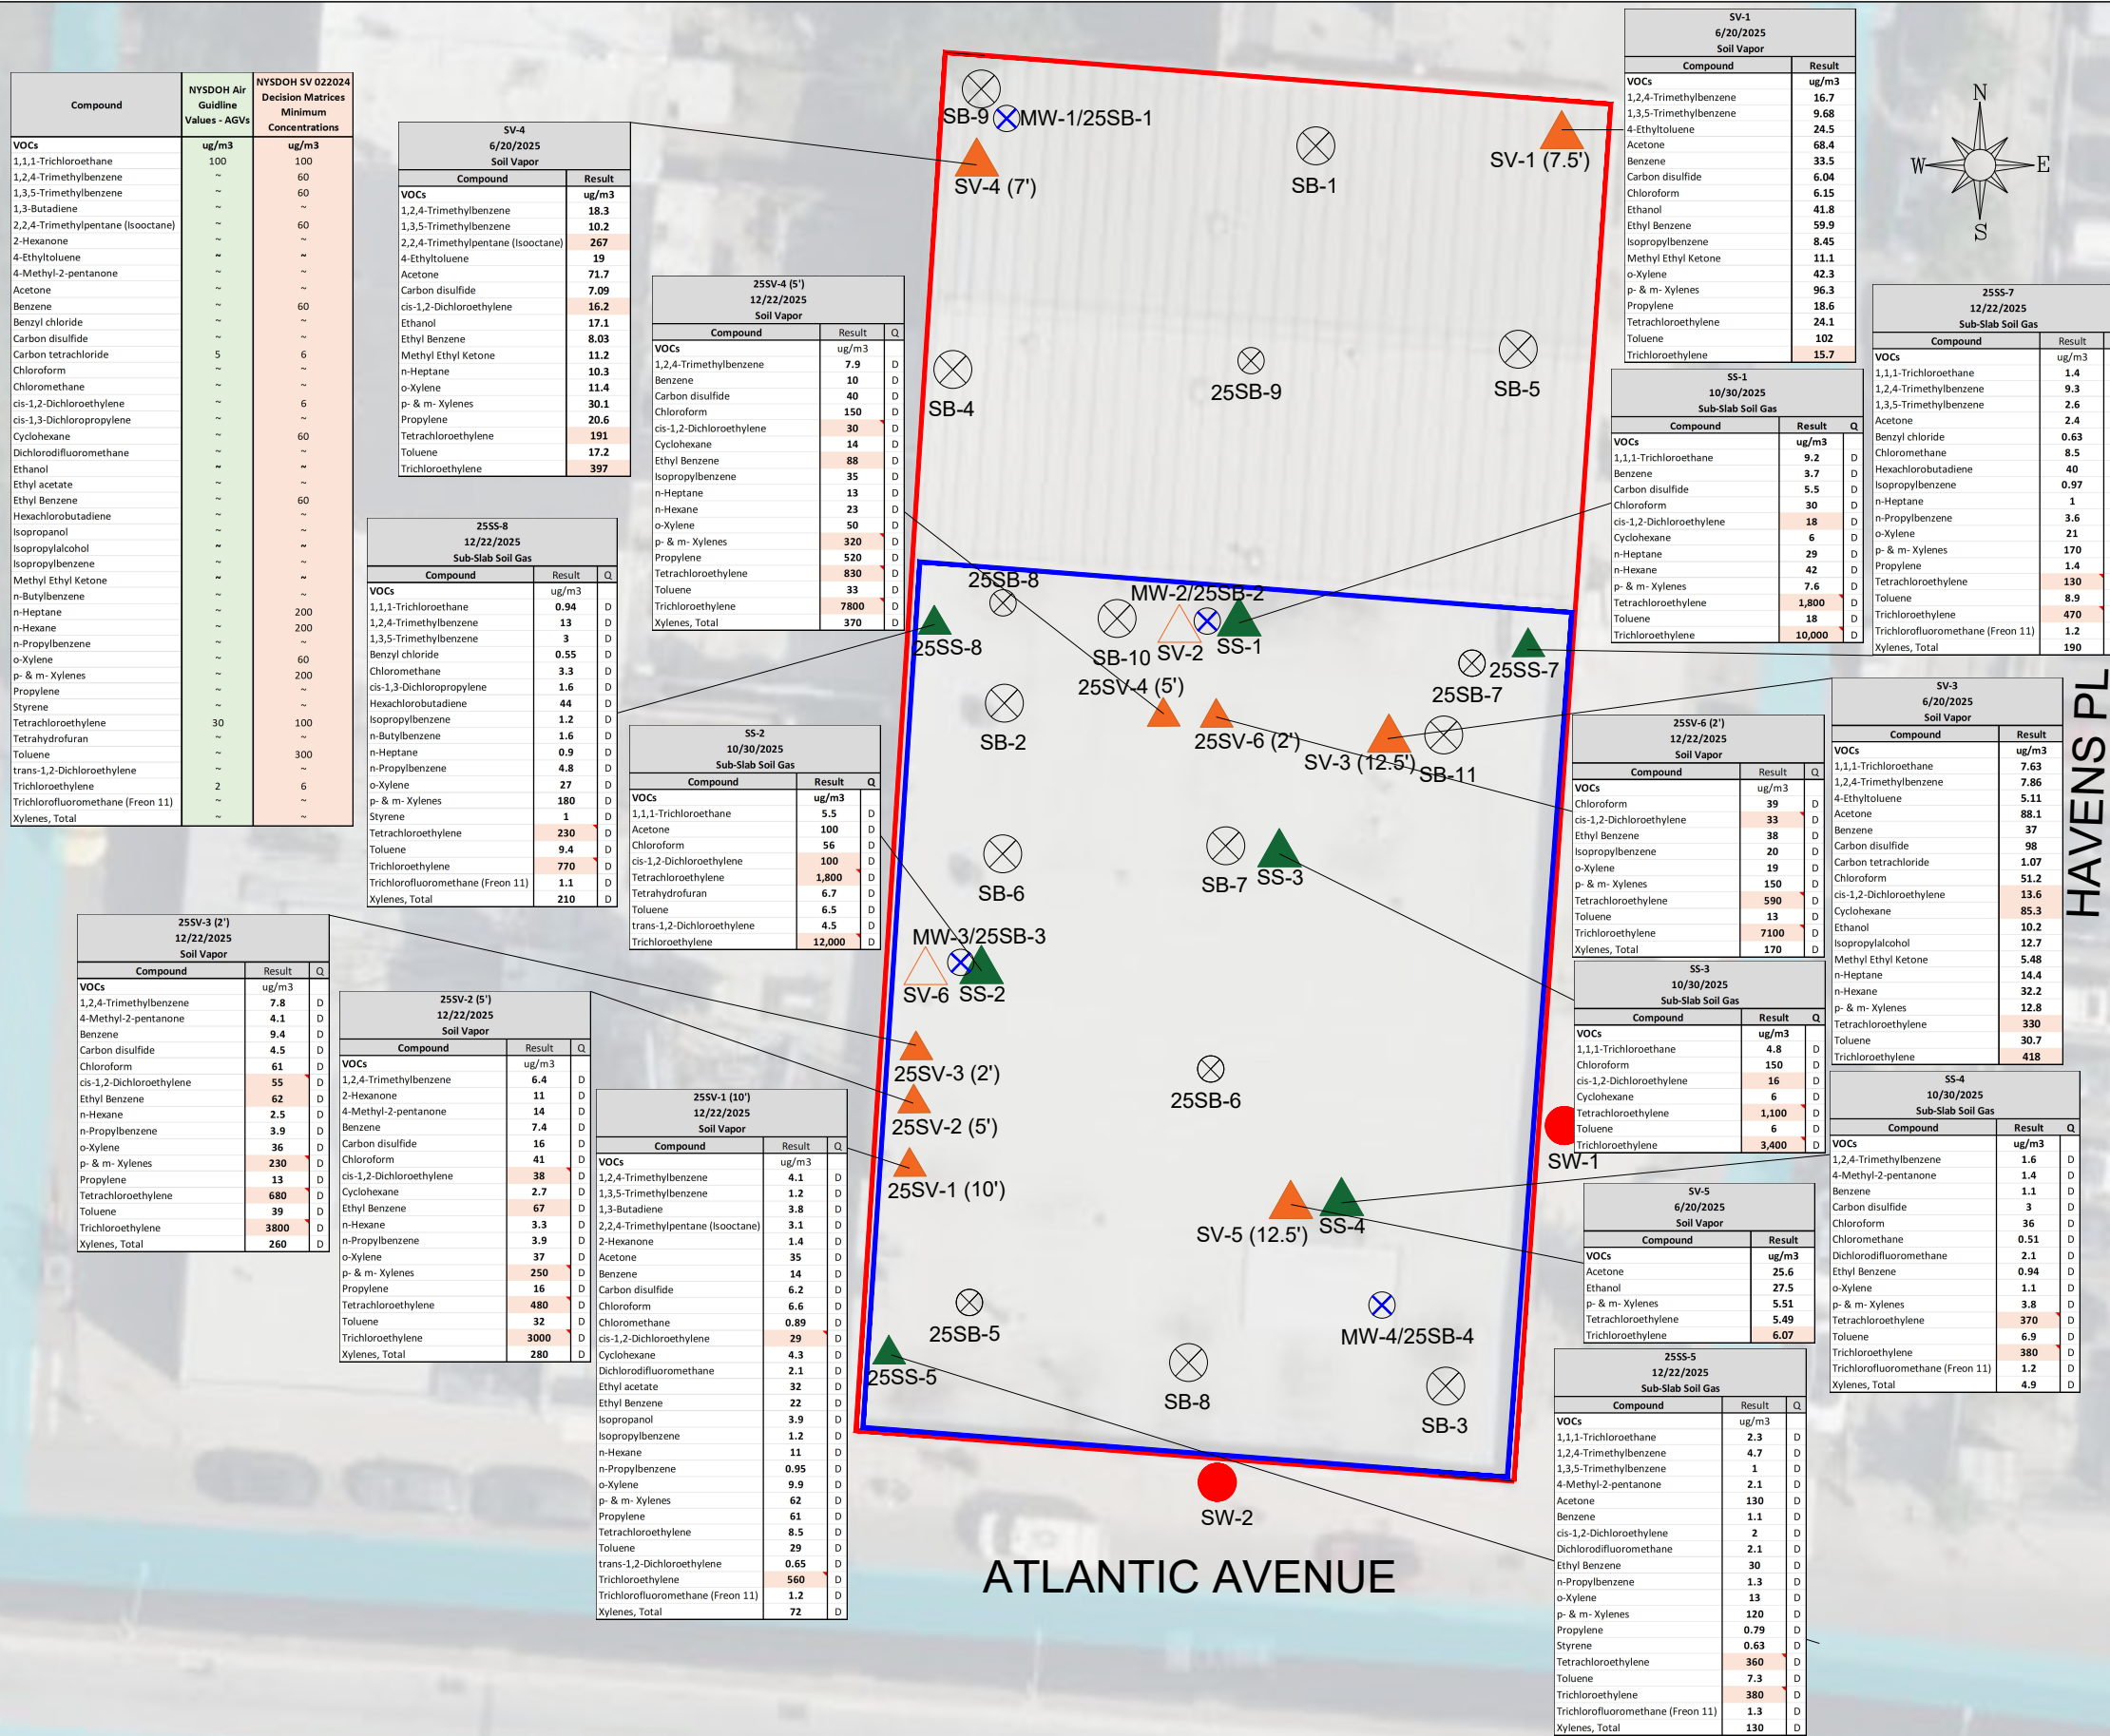 Compound | NYSDOH Air Guidline Values - AGVs | NYSDOH SV 022024 Decision Matrices Minimum Concentrations
VOCs ug/m3 ug/m3
1,1,1-Trichloroethane 100 100
1,2,4-Trimethylbenzene ~ 60
1,3,5-Trimethylbenzene ~ 60
1,3-Butadiene ~ ~
2,2,4-Trimethylpentane (Isooctane) ~ 60
2-Hexanone ~ ~
4-Ethyltoluene ~ ~
4-Methyl-2-pentanone ~ ~
Acetone ~ ~
Benzene ~ 60
Benzyl chloride ~ ~
Carbon disulfide ~ ~
Carbon tetrachloride 5 6
Chloroform ~ ~
Chloromethane ~ ~
cis-1,2-Dichloroethylene ~ 6
cis-1,3-Dichloropropylene ~ ~
Cyclohexane ~ 60
Dichlorodifluoromethane ~ ~
Ethanol ~ ~
Ethyl acetate ~ ~
Ethyl Benzene ~ 60
Hexachlorobutadiene ~ ~
Isopropanol ~ ~
Isopropylalcohol ~ ~
Isopropylbenzene ~ ~
Methyl Ethyl Ketone ~ ~
n-Butylbenzene ~ ~
n-Heptane ~ 200
n-Hexane ~ 200
n-Propylbenzene ~ ~
o-Xylene ~ 60
p- & m- Xylenes ~ 200
Propylene ~ ~
Styrene ~ ~
Tetrachloroethylene 30 100
Tetrahydrofuran ~ ~
Toluene ~ 300
trans-1,2-Dichloroethylene ~ ~
Trichloroethylene 2 6
Trichlorofluoromethane (Freon 11) ~ ~
Xylenes, Total ~ ~
SV-4
6/20/2025
Soil Vapor
Compound Result
VOCs ug/m3
1,2,4-Trimethylbenzene 18.3
1,3,5-Trimethylbenzene 10.2
2,2,4-Trimethylpentane (Isooctane) 267
4-Ethyltoluene 19
Acetone 71.7
Carbon disulfide 7.09
cis-1,2-Dichloroethylene 16.2
Ethanol 17.1
Ethyl Benzene 8.03
Methyl Ethyl Ketone 11.2
n-Heptane 10.3
o-Xylene 11.4
p- & m- Xylenes 30.1
Propylene 20.6
Tetrachloroethylene 191
Toluene 17.2
Trichloroethylene 397
25SV-4 (5')
12/22/2025
Soil Vapor
Compound Result Q
VOCs ug/m3
1,2,4-Trimethylbenzene 7.9 D
Benzene 10 D
Carbon disulfide 40 D
Chloroform 150 D
cis-1,2-Dichloroethylene 30 D
Cyclohexane 14 D
Ethyl Benzene 88 D
Isopropylbenzene 35 D
n-Heptane 13 D
n-Hexane 23 D
o-Xylene 50 D
p- & m- Xylenes 320 D
Propylene 520 D
Tetrachloroethylene 830 D
Toluene 33 D
Trichloroethylene 7800 D
Xylenes, Total 370 D
25SS-8
12/22/2025
Sub-Slab Soil Gas
Compound Result Q
VOCs ug/m3
1,1,1-Trichloroethane 0.94 D
1,2,4-Trimethylbenzene 13 D
1,3,5-Trimethylbenzene 3 D
Benzyl chloride 0.55 D
Chloromethane 3.3 D
cis-1,3-Dichloropropylene 1.6 D
Hexachlorobutadiene 44 D
Isopropylbenzene 1.2 D
n-Butylbenzene 1.6 D
n-Heptane 0.9 D
n-Propylbenzene 4.8 D
o-Xylene 27 D
p- & m- Xylenes 180 D
Styrene 1 D
Tetrachloroethylene 230 D
Toluene 9.4 D
Trichloroethylene 770 D
Trichlorofluoromethane (Freon 11) 1.1 D
Xylenes, Total 210 D
SS-2
10/30/2025
Sub-Slab Soil Gas
Compound Result Q
VOCs ug/m3
1,1,1-Trichloroethane 5.5 D
Acetone 100 D
Chloroform 56 D
cis-1,2-Dichloroethylene 100 D
Tetrachloroethylene 1,800 D
Tetrahydrofuran 6.7 D
Toluene 6.5 D
trans-1,2-Dichloroethylene 4.5 D
Trichloroethylene 12,000 D
25SV-3 (2')
12/22/2025
Soil Vapor
Compound Result Q
VOCs ug/m3
1,2,4-Trimethylbenzene 7.8 D
4-Methyl-2-pentanone 4.1 D
Benzene 9.4 D
Carbon disulfide 4.5 D
Chloroform 61 D
cis-1,2-Dichloroethylene 55 D
Ethyl Benzene 62 D
n-Hexane 2.5 D
n-Propylbenzene 3.9 D
o-Xylene 36 D
p- & m- Xylenes 230 D
Propylene 13 D
Tetrachloroethylene 680 D
Toluene 39 D
Trichloroethylene 3800 D
Xylenes, Total 260 D
25SV-2 (5')
12/22/2025
Soil Vapor
Compound Result Q
VOCs ug/m3
1,2,4-Trimethylbenzene 6.4 D
2-Hexanone 11 D
4-Methyl-2-pentanone 14 D
Benzene 7.4 D
Carbon disulfide 16 D
Chloroform 41 D
cis-1,2-Dichloroethylene 38 D
Cyclohexane 2.7 D
Ethyl Benzene 67 D
n-Hexane 3.3 D
n-Propylbenzene 3.9 D
o-Xylene 37 D
p- & m- Xylenes 250 D
Propylene 16 D
Tetrachloroethylene 480 D
Toluene 32 D
Trichloroethylene 3000 D
Xylenes, Total 280 D
25SV-1 (10')
12/22/2025
Soil Vapor
Compound Result Q
VOCs ug/m3
1,2,4-Trimethylbenzene 4.1 D
1,3,5-Trimethylbenzene 1.2 D
1,3-Butadiene 3.8 D
2,2,4-Trimethylpentane (Isooctane) 3.1 D
2-Hexanone 1.4 D
Acetone 35 D
Benzene 14 D
Carbon disulfide 6.2 D
Chloroform 6.6 D
Chloromethane 0.89 D
cis-1,2-Dichloroethylene 29 D
Cyclohexane 4.3 D
Dichlorodifluoromethane 2.1 D
Ethyl acetate 32 D
Ethyl Benzene 22 D
Isopropanol 3.9 D
Isopropylbenzene 1.2 D
n-Hexane 11 D
n-Propylbenzene 0.95 D
o-Xylene 9.9 D
p- & m- Xylenes 62 D
Propylene 61 D
Tetrachloroethylene 8.5 D
Toluene 29 D
trans-1,2-Dichloroethylene 0.65 D
Trichloroethylene 560 D
Trichlorofluoromethane (Freon 11) 1.2 D
Xylenes, Total 72 D
SB-9
MW-1/25SB-1
SV-4 (7')
SB-1
SV-1 (7.5')
SB-4
25SB-9
SB-5
25SB-8
MW-2/25SB-2
25SS-8
SB-10
SV-2
SS-1
25SS-7
25SB-7
25SV-4 (5')
SB-2
25SV-6 (2')
SV-3 (12.5')
SB-11
SB-6
SB-7
SS-3
MW-3/25SB-3
SV-6
SS-2
25SV-3 (2')
25SB-6
25SV-2 (5')
25SV-1 (10')
SW-1
SV-5 (12.5')
SS-4
25SB-5
MW-4/25SB-4
25SS-5
SB-8
SB-3
SW-2
ATLANTIC AVENUE
SV-1
6/20/2025
Soil Vapor
Compound Result
VOCs ug/m3
1,2,4-Trimethylbenzene 16.7
1,3,5-Trimethylbenzene 9.68
4-Ethyltoluene 24.5
Acetone 68.4
Benzene 33.5
Carbon disulfide 6.04
Chloroform 6.15
Ethanol 41.8
Ethyl Benzene 59.9
Isopropylbenzene 8.45
Methyl Ethyl Ketone 11.1
o-Xylene 42.3
p- & m- Xylenes 96.3
Propylene 18.6
Tetrachloroethylene 24.1
Toluene 102
Trichloroethylene 15.7
N
W
E
S
SS-1
10/30/2025
Sub-Slab Soil Gas
Compound Result Q
VOCs ug/m3
1,1,1-Trichloroethane 9.2 D
Benzene 3.7 D
Carbon disulfide 5.5 D
Chloroform 30 D
cis-1,2-Dichloroethylene 18 D
Cyclohexane 6 D
n-Heptane 29 D
n-Hexane 42 D
p- & m- Xylenes 7.6 D
Tetrachloroethylene 1,800 D
Toluene 18 D
Trichloroethylene 10,000 D
25SS-7
12/22/2025
Sub-Slab Soil Gas
Compound Result
VOCs ug/m3
1,1,1-Trichloroethane 1.4
1,2,4-Trimethylbenzene 9.3
1,3,5-Trimethylbenzene 2.6
Acetone 2.4
Benzyl chloride 0.63
Chloromethane 8.5
Hexachlorobutadiene 40
Isopropylbenzene 0.97
n-Heptane 1
n-Propylbenzene 3.6
o-Xylene 21
p- & m- Xylenes 170
Propylene 1.4
Tetrachloroethylene 130
Toluene 8.9
Trichloroethylene 470
Trichlorofluoromethane (Freon 11) 1.2
Xylenes, Total 190
25SV-6 (2')
12/22/2025
Soil Vapor
Compound Result Q
VOCs ug/m3
Chloroform 39 D
cis-1,2-Dichloroethylene 33 D
Ethyl Benzene 38 D
Isopropylbenzene 20 D
o-Xylene 19 D
p- & m- Xylenes 150 D
Tetrachloroethylene 590 D
Toluene 13 D
Trichloroethylene 7100 D
Xylenes, Total 170 D
SV-3
6/20/2025
Soil Vapor
Compound Result
VOCs ug/m3
1,1,1-Trichloroethane 7.63
1,2,4-Trimethylbenzene 7.86
4-Ethyltoluene 5.11
Acetone 88.1
Benzene 37
Carbon disulfide 98
Carbon tetrachloride 1.07
Chloroform 51.2
cis-1,2-Dichloroethylene 13.6
Cyclohexane 85.3
Ethanol 10.2
Isopropylalcohol 12.7
Methyl Ethyl Ketone 5.48
n-Heptane 14.4
n-Hexane 32.2
p- & m- Xylenes 12.8
Tetrachloroethylene 330
Toluene 30.7
Trichloroethylene 418
HAVENS PL
SS-3
10/30/2025
Sub-Slab Soil Gas
Compound Result Q
VOCs ug/m3
1,1,1-Trichloroethane 4.8 D
Chloroform 150 D
cis-1,2-Dichloroethylene 16 D
Cyclohexane 6 D
Tetrachloroethylene 1,100 D
Toluene 6 D
Trichloroethylene 3,400 D
SS-4
10/30/2025
Sub-Slab Soil Gas
Compound Result Q
VOCs ug/m3
1,2,4-Trimethylbenzene 1.6 D
4-Methyl-2-pentanone 1.4 D
Benzene 1.1 D
Carbon disulfide 3 D
Chloroform 36 D
Chloromethane 0.51 D
Dichlorodifluoromethane 2.1 D
Ethyl Benzene 0.94 D
o-Xylene 1.1 D
p- & m- Xylenes 3.8 D
Tetrachloroethylene 370 D
Toluene 6.9 D
Trichloroethylene 380 D
Trichlorofluoromethane (Freon 11) 1.2 D
Xylenes, Total 4.9 D
SV-5
6/20/2025
Soil Vapor
Compound Result
VOCs ug/m3
Acetone 25.6
Ethanol 27.5
p- & m- Xylenes 5.51
Tetrachloroethylene 5.49
Trichloroethylene 6.07
25SS-5
12/22/2025
Sub-Slab Soil Gas
Compound Result Q
VOCs ug/m3
1,1,1-Trichloroethane 2.3 D
1,2,4-Trimethylbenzene 4.7 D
1,3,5-Trimethylbenzene 1 D
4-Methyl-2-pentanone 2.1 D
Acetone 130 D
Benzene 1.1 D
cis-1,2-Dichloroethylene 2 D
Dichlorodifluoromethane 2.1 D
Ethyl Benzene 30 D
n-Propylbenzene 1.3 D
o-Xylene 13 D
p- & m- Xylenes 120 D
Propylene 0.79 D
Styrene 0.63 D
Tetrachloroethylene 360 D
Toluene 7.3 D
Trichloroethylene 380 D
Trichlorofluoromethane (Freon 11) 1.3 D
Xylenes, Total 130 D